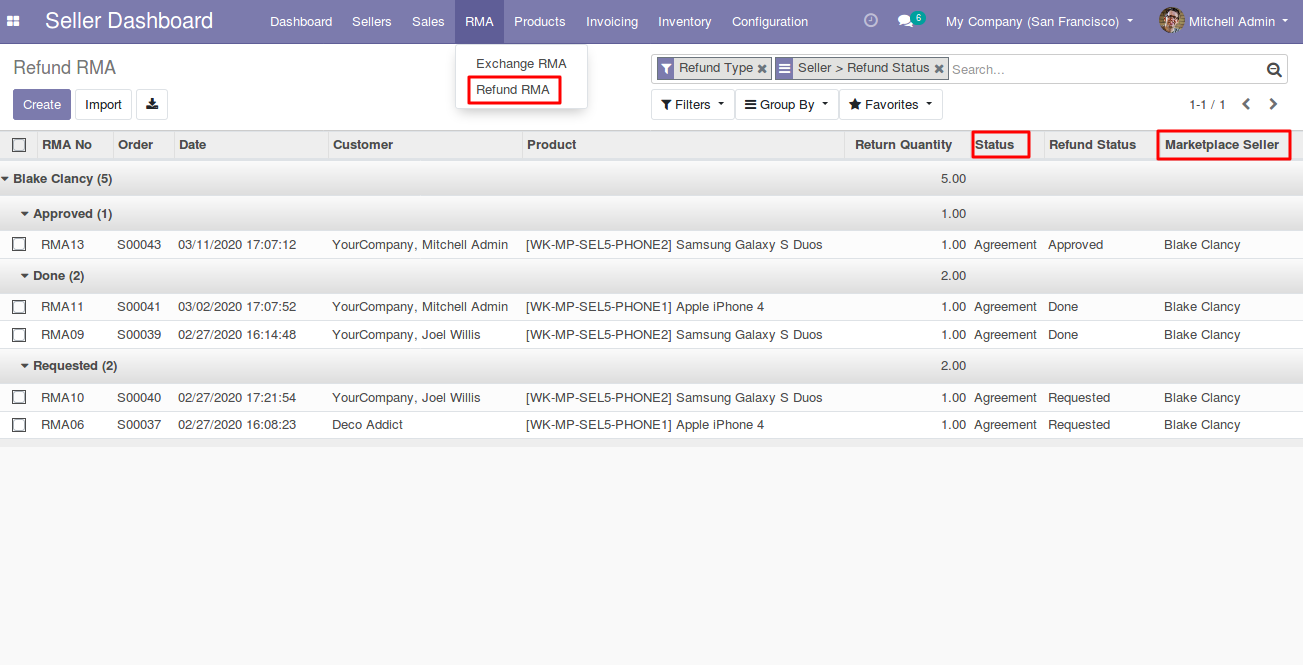 Seller Dashboard Dashboard Sellers Sales RMA Products Invoicing Inventory Configuration 6 My Company (San Francisco) Mitchell Admin
Exchange RMA
Refund RMA
Refund RMA
Refund Type Seller > Refund Status Search...
Create Import Filters Group By Favorites 1-1 / 1
RMA No Order Date Customer Product Return Quantity Status Refund Status Marketplace Seller
Blake Clancy (5) 5.00
Approved (1) 1.00
RMA13 S00043 03/11/2020 17:07:12 YourCompany, Mitchell Admin [WK-MP-SEL5-PHONE2] Samsung Galaxy S Duos 1.00 Agreement Approved Blake Clancy
Done (2) 2.00
RMA11 S00041 03/02/2020 17:07:52 YourCompany, Mitchell Admin [WK-MP-SEL5-PHONE1] Apple iPhone 4 1.00 Agreement Done Blake Clancy
RMA09 S00039 02/27/2020 16:14:48 YourCompany, Joel Willis [WK-MP-SEL5-PHONE2] Samsung Galaxy S Duos 1.00 Agreement Done Blake Clancy
Requested (2) 2.00
RMA10 S00040 02/27/2020 17:21:54 YourCompany, Joel Willis [WK-MP-SEL5-PHONE2] Samsung Galaxy S Duos 1.00 Agreement Requested Blake Clancy
RMA06 S00037 02/27/2020 16:08:23 Deco Addict [WK-MP-SEL5-PHONE1] Apple iPhone 4 1.00 Agreement Requested Blake Clancy